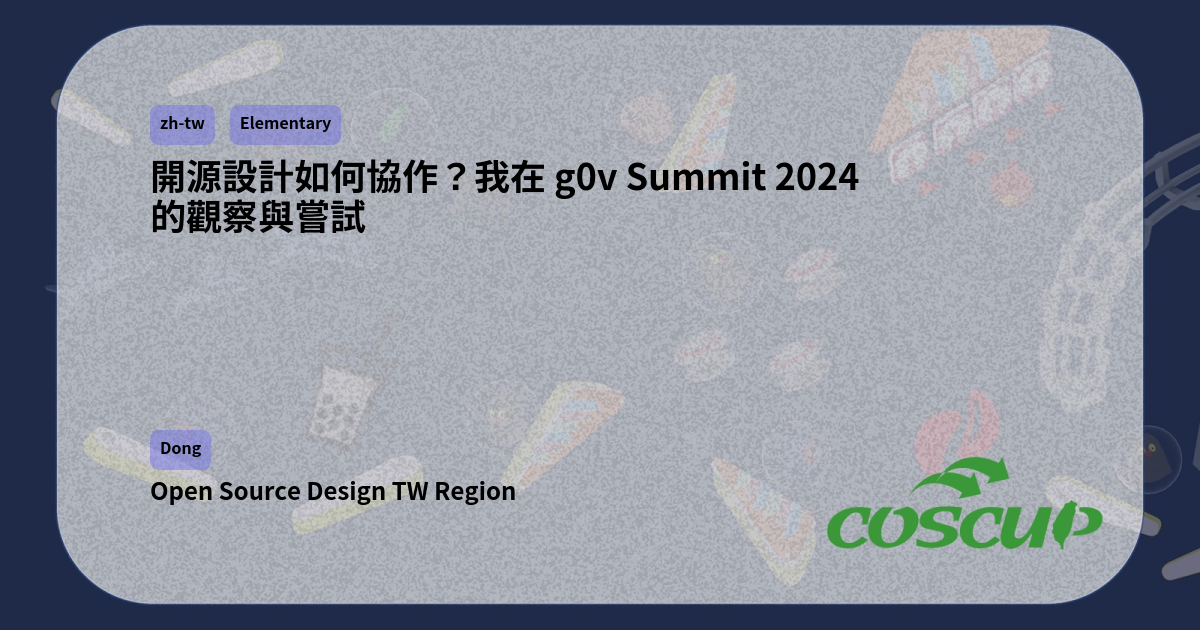 zh-tw Elementary
開源設計如何協作？我在 g0v Summit 2024
的觀察與嘗試
Dong
Open Source Design TW Region
COSCUP